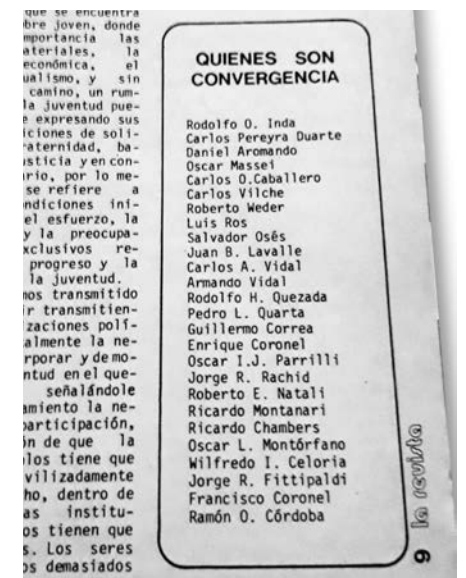 que se encuentra
bre joven, donde
mportancia las
ateriales, la
económica, el
ualismo, y sin
camino, un rum-
la juventud pue-
e expresando sus
iciones de soli-
raternidad, ba-
usticia y en con-
rio, por lo me-
se refiere a
ndiciones ini-
el esfuerzo, la
y la preocupa-
xclusivos re-
progreso y la
la juventud.
mos transmitido
ir transmitien-
zaciones polí-
almente la ne-
rporar y de mo-
ntud en el que-
señalándole
amiento la ne-
participación,
ón de que la
los tiene que
vilizadamente
ho, dentro de
as institu-
os tienen que
s. Los seres
os demasiados
QUIENES SON
CONVERGENCIA
Rodolfo O. Inda
Carlos Pereyra Duarte
Daniel Aromando
Oscar Massei
Carlos O.Caballero
Carlos Vilche
Roberto Weder
Luis Ros
Salvador Osés
Juan B. Lavalle
Carlos A. Vidal
Armando Vidal
Rodolfo H. Quezada
Pedro L. Quarta
Guillermo Correa
Enrique Coronel
Oscar I.J. Parrilli
Jorge R. Rachid
Roberto E. Natali
Ricardo Montanari
Ricardo Chambers
Oscar L. Montórfano
Wilfredo I. Celoria
Jorge R. Fittipaldi
Francisco Coronel
Ramón O. Córdoba
9 la revista